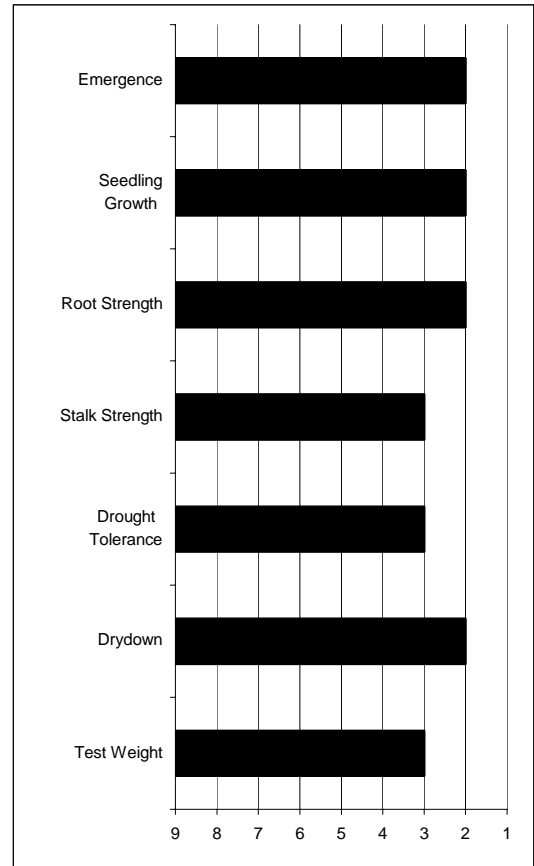 Emergence
Seedling
Growth
Root Strength
Stalk Strength
Drought
Tolerance
Drydown
Test Weight
9 8 7 6 5 4 3 2 1